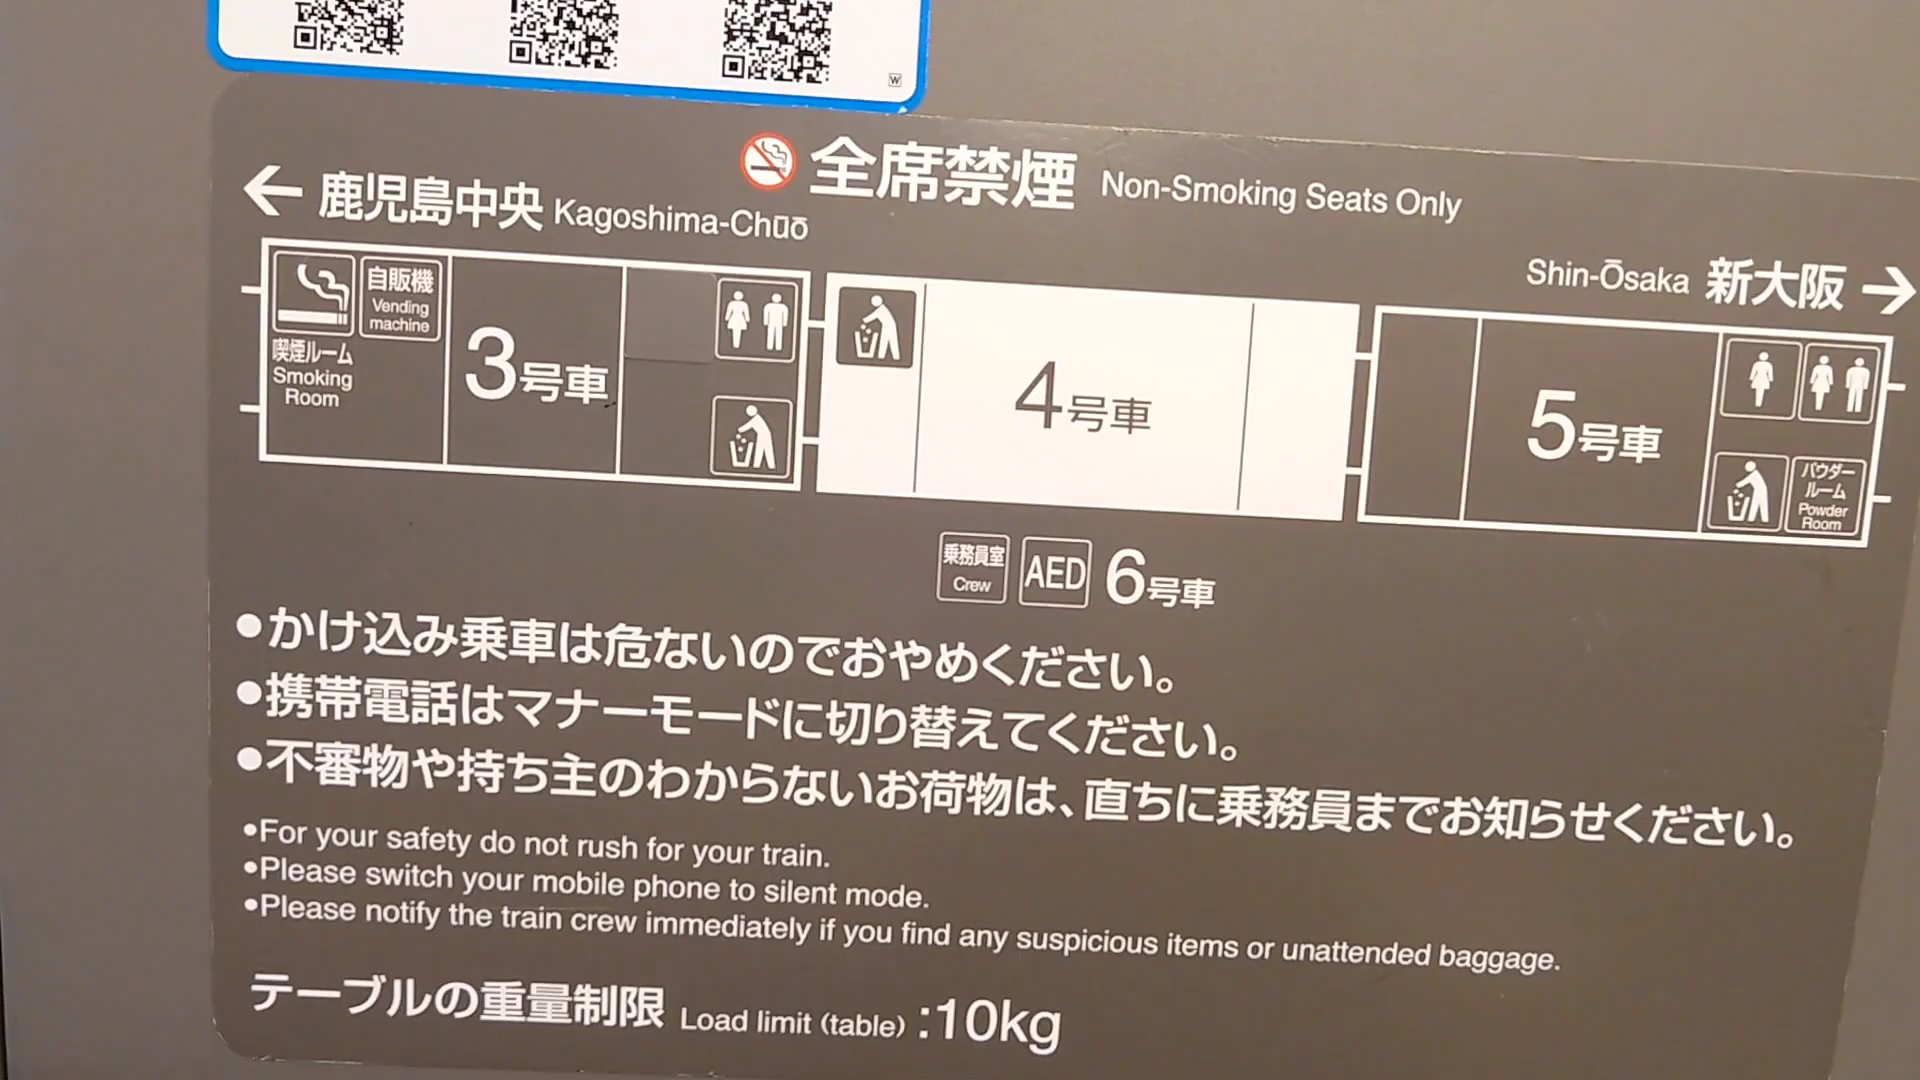 W
全席禁煙 Non-Smoking Seats Only
← 鹿児島中央 Kagoshima-Chūō
Shin-Ōsaka 新大阪 →
自販機
Vending
machine
喫煙ルーム
Smoking
Room
3号車
4号車
5号車
パウダー
ルーム
Powder
Room
乗務員室
Crew
AED
6号車
●かけ込み乗車は危ないのでおやめください。
●携帯電話はマナーモードに切り替えてください。
●不審物や持ち主のわからないお荷物は、直ちに乗務員までお知らせください。
●For your safety do not rush for your train.
●Please switch your mobile phone to silent mode.
●Please notify the train crew immediately if you find any suspicious items or unattended baggage.
テーブルの重量制限 Load limit (table) :10kg